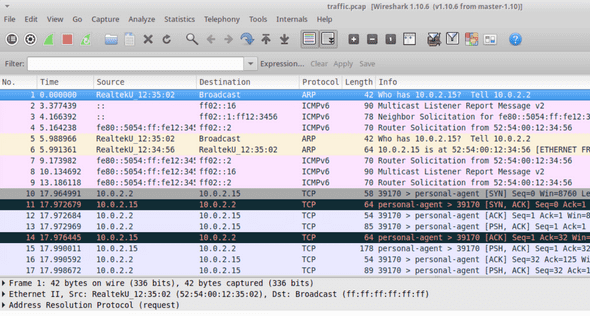 traffic.pcap [Wireshark 1.10.6 (v1.10.6 from master-1.10)]
File Edit View Go Capture Analyze Statistics Telephony Tools Internals Help
Filter: Expression... Clear Apply Save
No. Time Source Destination Protocol Length Info
1 0.000000 RealtekU_12:35:02 Broadcast ARP 42 Who has 10.0.2.15? Tell 10.0.2.2
2 3.377439 :: ff02::16 ICMPv6 90 Multicast Listener Report Message v2
3 4.166392 :: ff02::1:ff12:3456 ICMPv6 78 Neighbor Solicitation for fe80::5054:ff:fe12:3
4 5.164238 fe80::5054:ff:fe12:345 ff02::2 ICMPv6 70 Router Solicitation from 52:54:00:12:34:56
5 5.988966 RealtekU_12:35:02 Broadcast ARP 42 Who has 10.0.2.15? Tell 10.0.2.2
6 5.991361 RealtekU_12:34:56 RealtekU_12:35:02 ARP 64 10.0.2.15 is at 52:54:00:12:34:56 [ETHERNET FR
7 9.173982 fe80::5054:ff:fe12:345 ff02::2 ICMPv6 70 Router Solicitation from 52:54:00:12:34:56
8 10.134692 fe80::5054:ff:fe12:345 ff02::16 ICMPv6 90 Multicast Listener Report Message v2
9 13.186118 fe80::5054:ff:fe12:345 ff02::2 ICMPv6 70 Router Solicitation from 52:54:00:12:34:56
10 17.964991 10.0.2.2 10.0.2.15 TCP 58 39170 > personal-agent [SYN] Seq=0 Win=8760 Le
11 17.972679 10.0.2.15 10.0.2.2 TCP 64 personal-agent > 39170 [SYN, ACK] Seq=0 Ack=1
12 17.972684 10.0.2.2 10.0.2.15 TCP 54 39170 > personal-agent [ACK] Seq=1 Ack=1 Win=8
13 17.972969 10.0.2.2 10.0.2.15 TCP 85 39170 > personal-agent [PSH, ACK] Seq=1 Ack=1
14 17.976445 10.0.2.15 10.0.2.2 TCP 64 personal-agent > 39170 [ACK] Seq=1 Ack=32 Win=
15 17.990011 10.0.2.15 10.0.2.2 TCP 178 personal-agent > 39170 [PSH, ACK] Seq=1 Ack=32
16 17.990592 10.0.2.2 10.0.2.15 TCP 54 39170 > personal-agent [ACK] Seq=32 Ack=125 Wi
17 17.998672 10.0.2.2 10.0.2.15 TCP 89 39170 > personal-agent [PSH, ACK] Seq=32 Ack=1
Frame 1: 42 bytes on wire (336 bits), 42 bytes captured (336 bits)
Ethernet II, Src: RealtekU_12:35:02 (52:54:00:12:35:02), Dst: Broadcast (ff:ff:ff:ff:ff:ff)
Address Resolution Protocol (request)